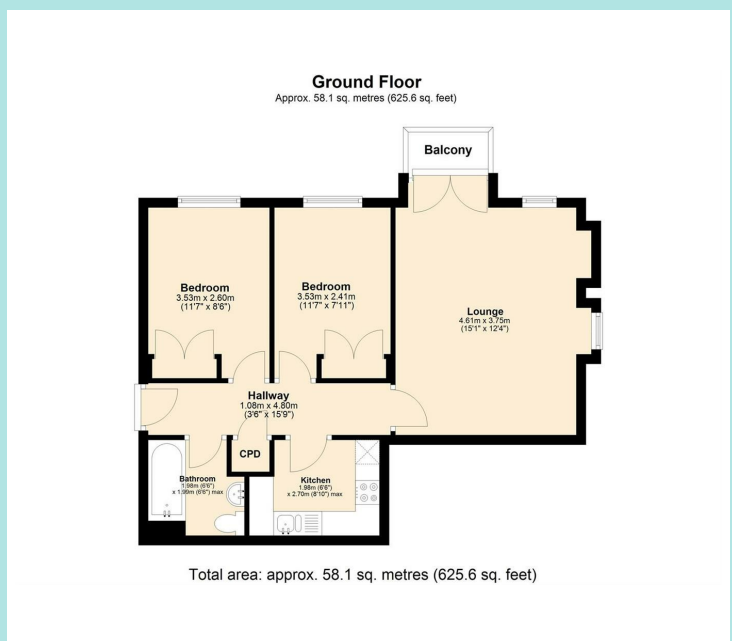 Ground Floor
Approx. 58.1 sq. metres (625.6 sq. feet)
Balcony
Bedroom
3.53m x 2.60m
(11'7" x 8'6")
Bedroom
3.53m x 2.41m
(11'7" x 7'11")
Lounge
4.61m x 3.75m
(15'1" x 12'4")
Hallway
1.08m x 4.80m
(3'6" x 15'9")
CPD
Bathroom
1.98m (6'6")
x 1.99m (6'6") max
Kitchen
1.98m (6'6")
x 2.70m (8'10") max
Total area: approx. 58.1 sq. metres (625.6 sq. feet)